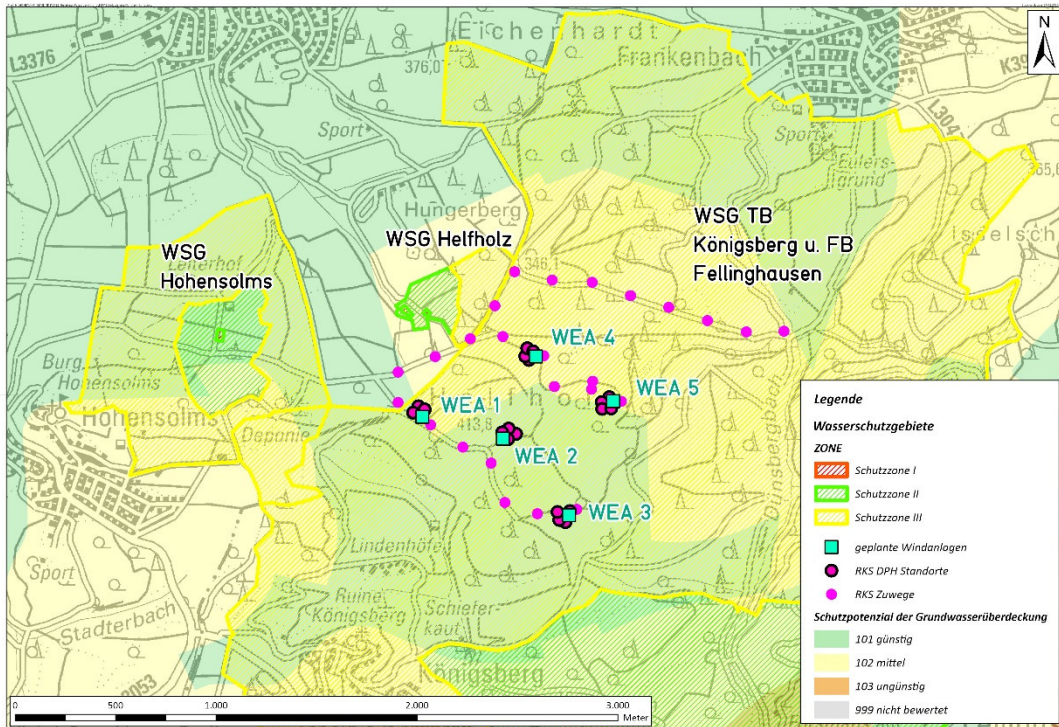 N
L3376
Eichenhardt
376,0
Frankenbach
K39
L304
Sport
Sport
Eulersgrund
365,6
Hungerberg
WSG TB
Königsberg u. FB
Fellinghausen
WSG Helfholz
WSG
Hohensolms
Leiterhof
346,1
Burg
Hohensolms
Hohensolms
Deponie
WEA 4
WEA 5
WEA 1
413,8
WEA 2
WEA 3
Lindenhöfe
Ruine
Königsberg
Schieferkaut
Königsberg
Sport
Stadterbach
Legende
Wasserschutzgebiete
ZONE
Schutzzone I
Schutzzone II
Schutzzone III
geplante Windanlagen
RKS DPH Standorte
RKS Zuwege
Schutzpotenzial der Grundwasserüberdeckung
101 günstig
102 mittel
103 ungünstig
999 nicht bewertet
0 500 1.000 2.000 3.000
Meter